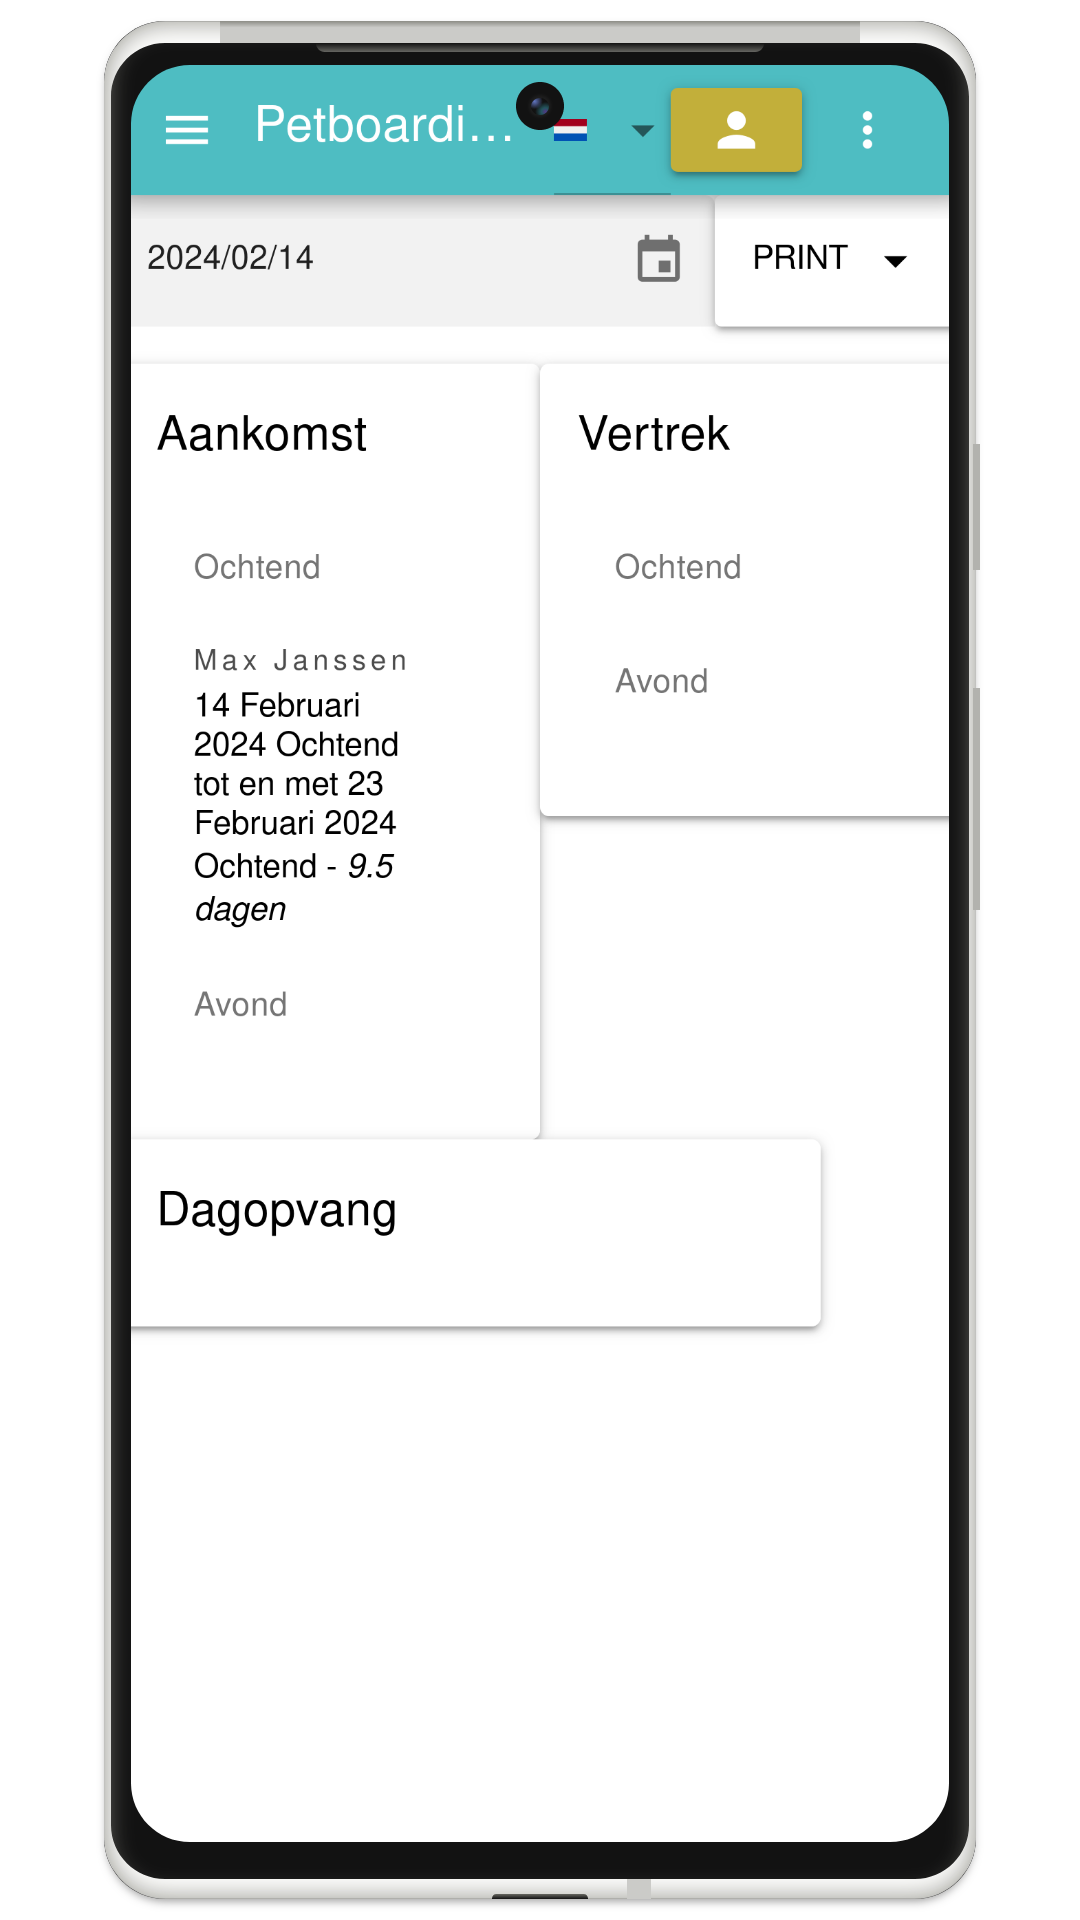 Petboardi...
2024/02/14
PRINT
Aankomst
Ochtend
Max Janssen
14 Februari
2024 Ochtend
tot en met 23
Februari 2024
Ochtend - 9.5
dagen
Avond
Vertrek
Ochtend
Avond
Dagopvang